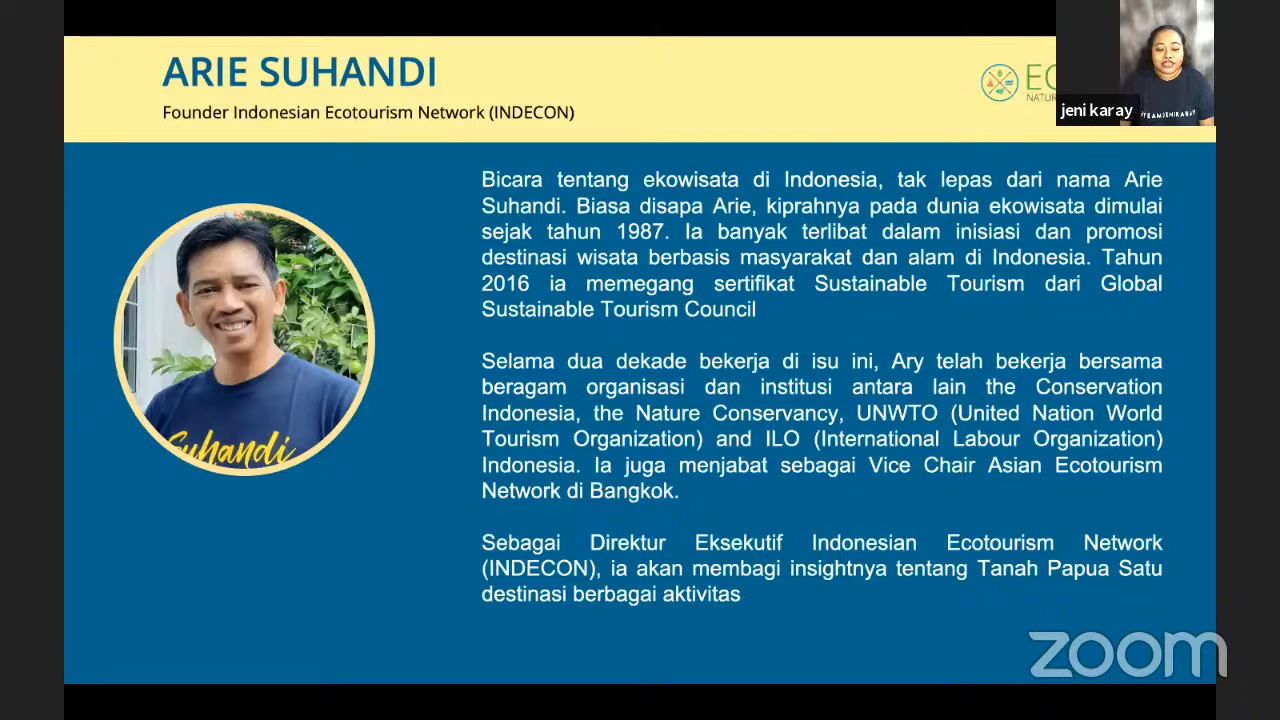 ARIE SUHANDI
Founder Indonesian Ecotourism Network (INDECON)
jeni karay
#TEAMJENIKARAY
Bicara tentang ekowisata di Indonesia, tak lepas dari nama Arie
Suhandi. Biasa disapa Arie, kiprahnya pada dunia ekowisata dimulai
sejak tahun 1987. Ia banyak terlibat dalam inisiasi dan promosi
destinasi wisata berbasis masyarakat dan alam di Indonesia. Tahun
2016 ia memegang sertifikat Sustainable Tourism dari Global
Sustainable Tourism Council
Selama dua dekade bekerja di isu ini, Ary telah bekerja bersama
beragam organisasi dan institusi antara lain the Conservation
Indonesia, the Nature Conservancy, UNWTO (United Nation World
Tourism Organization) and ILO (International Labour Organization)
Indonesia. Ia juga menjabat sebagai Vice Chair Asian Ecotourism
Network di Bangkok.
Sebagai Direktur Eksekutif Indonesian Ecotourism Network
(INDECON), ia akan membagi insightnya tentang Tanah Papua Satu
destinasi berbagai aktivitas
Suhandi
zoom